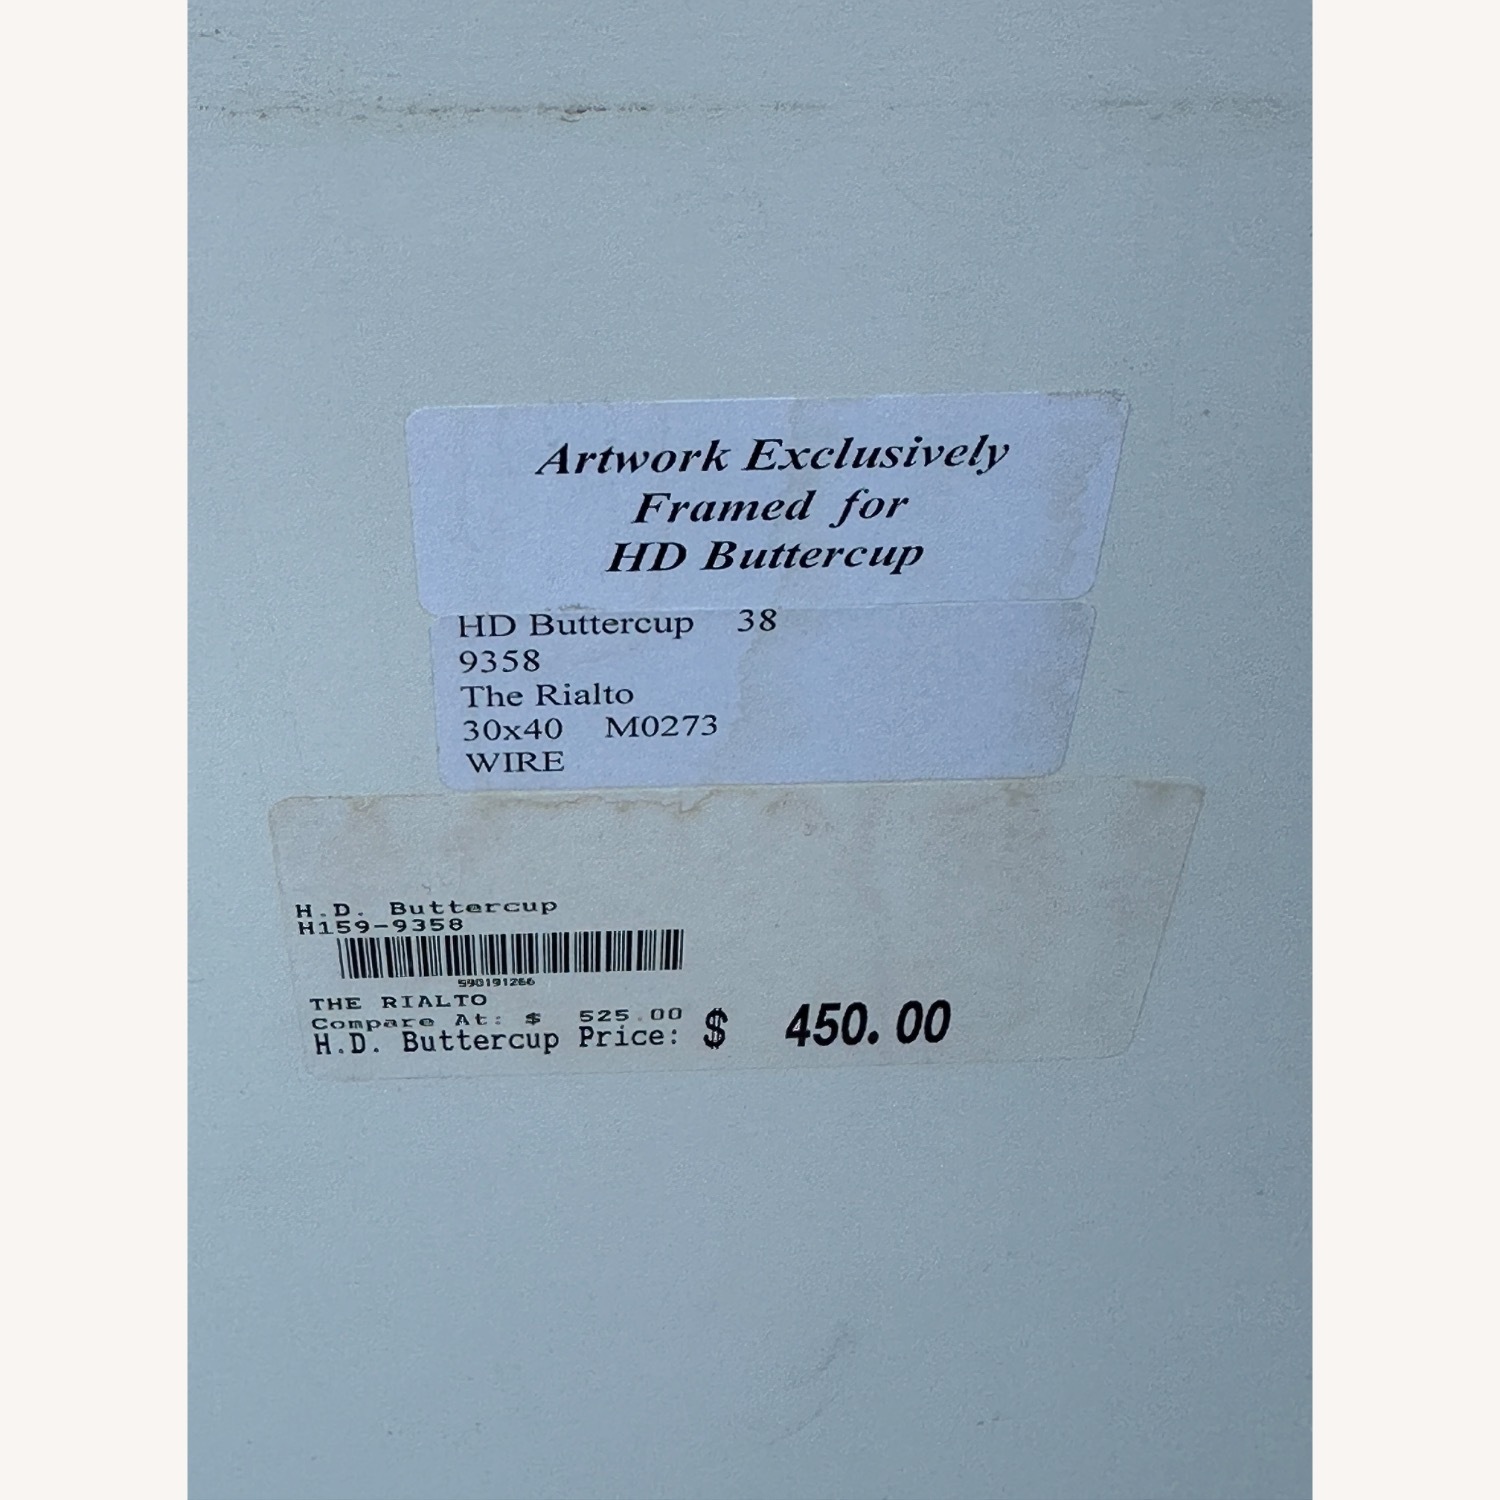 Artwork Exclusively
Framed for
HD Buttercup
HD Buttercup 38
9358
The Rialto
30x40 M0273
WIRE
H.D. Buttercup
H159-9358
590191266
THE RIALTO
Compare At: $ 525.00
H.D. Buttercup Price: $ 450.00